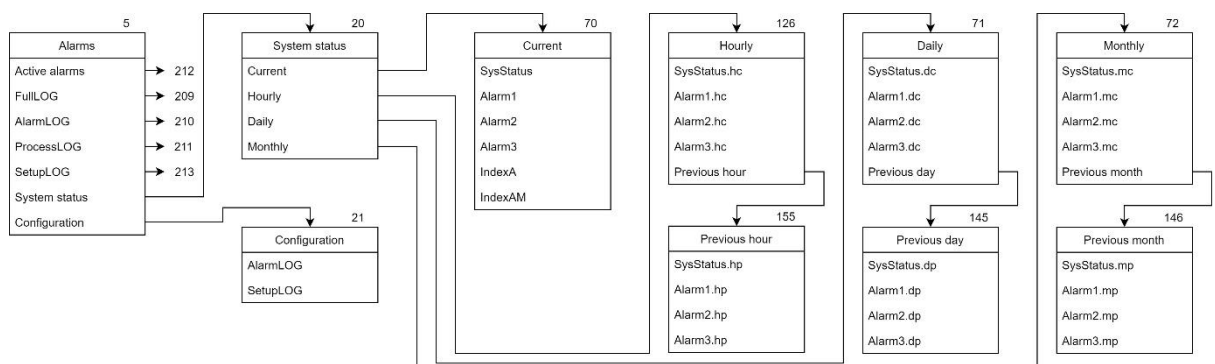 5
Alarms
Active alarms
212
FullLOG
209
AlarmLOG
210
ProcessLOG
211
SetupLOG
213
System status
Configuration
20
System status
Current
Hourly
Daily
Monthly
21
Configuration
AlarmLOG
SetupLOG
70
Current
SysStatus
Alarm1
Alarm2
Alarm3
IndexA
IndexAM
126
Hourly
SysStatus.hc
Alarm1.hc
Alarm2.hc
Alarm3.hc
Previous hour
155
Previous hour
SysStatus.hp
Alarm1.hp
Alarm2.hp
Alarm3.hp
71
Daily
SysStatus.dc
Alarm1.dc
Alarm2.dc
Alarm3.dc
Previous day
145
Previous day
SysStatus.dp
Alarm1.dp
Alarm2.dp
Alarm3.dp
72
Monthly
SysStatus.mc
Alarm1.mc
Alarm2.mc
Alarm3.mc
Previous month
146
Previous month
SysStatus.mp
Alarm1.mp
Alarm2.mp
Alarm3.mp